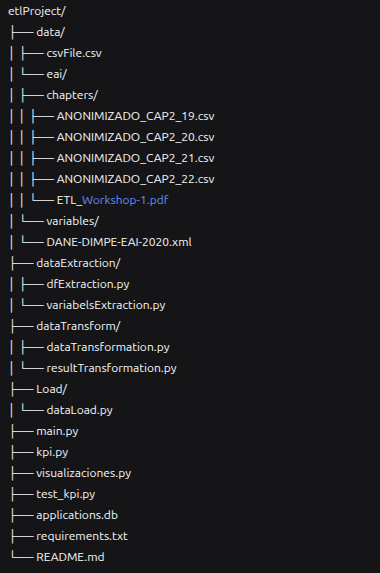 etlProject/
├── data/
│ ├── csvFile.csv
│ └── eai/
│ ├── chapters/
│ │ ├── ANONIMIZADO_CAP2_19.csv
│ │ ├── ANONIMIZADO_CAP2_20.csv
│ │ ├── ANONIMIZADO_CAP2_21.csv
│ │ ├── ANONIMIZADO_CAP2_22.csv
│ │ └── ETL_Workshop-1.pdf
│ └── variables/
│ └── DANE-DIMPE-EAI-2020.xml
├── dataExtraction/
│ ├── dfExtraction.py
│ └── variabelsExtraction.py
├── dataTransform/
│ ├── dataTransformation.py
│ └── resultTransformation.py
├── Load/
│ └── dataLoad.py
├── main.py
├── kpi.py
├── visualizaciones.py
├── test_kpi.py
├── applications.db
├── requirements.txt
└── README.md